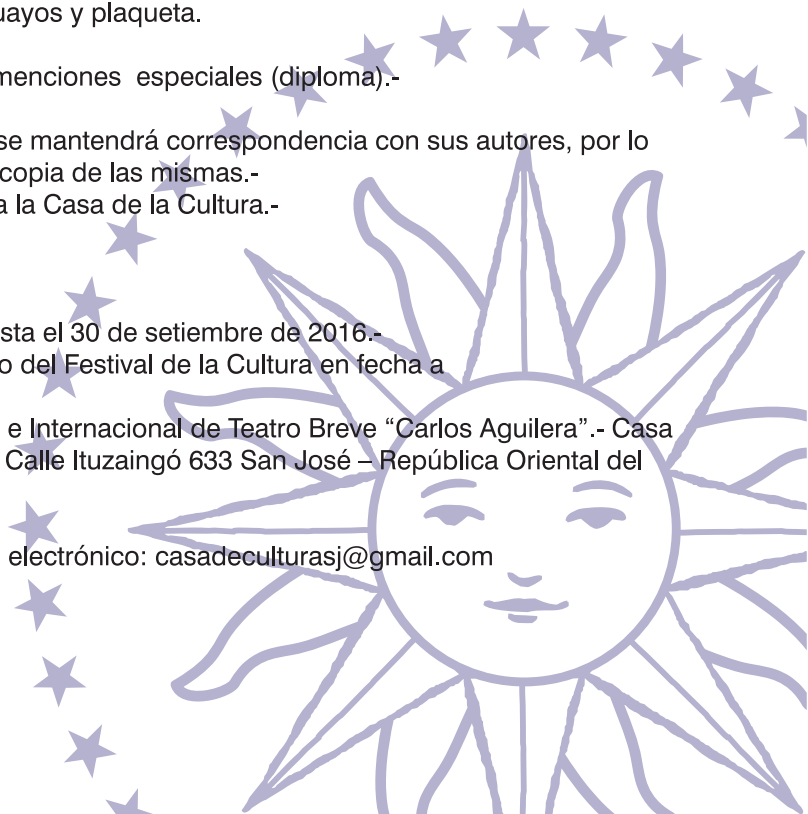 uayos y plaqueta.
menciones especiales (diploma).-
se mantendrá correspondencia con sus autores, por lo
copia de las mismas.-
a la Casa de la Cultura.-
sta el 30 de setiembre de 2016.-
o del Festival de la Cultura en fecha a
e Internacional de Teatro Breve “Carlos Aguilera”.- Casa
Calle Ituzaingó 633 San José – República Oriental del
electrónico: casadeculturasj@gmail.com